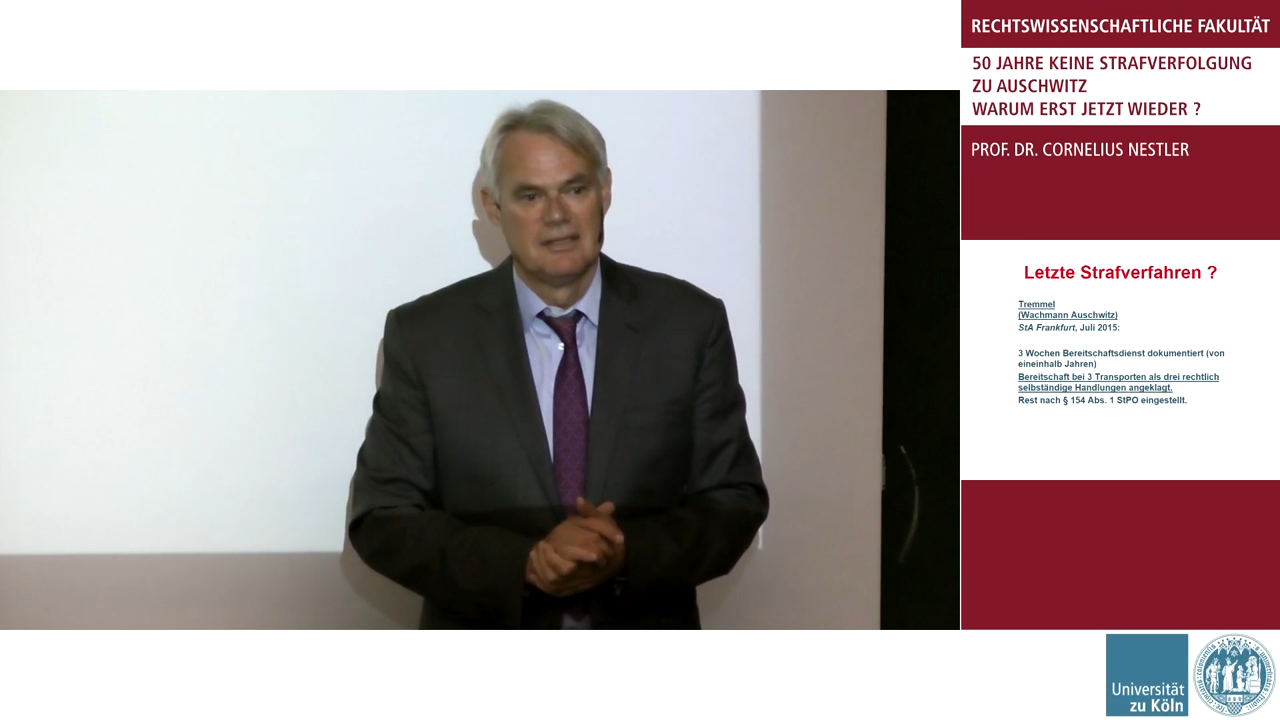 RECHTSWISSENSCHAFTLICHE FAKULTÄT
50 JAHRE KEINE STRAFVERFOLGUNG
ZU AUSCHWITZ
WARUM ERST JETZT WIEDER ?
PROF. DR. CORNELIUS NESTLER
Letzte Strafverfahren ?
Tremmel
(Wachmann Auschwitz)
StA Frankfurt, Juli 2015:
3 Wochen Bereitschaftsdienst dokumentiert (von
eineinhalb Jahren)
Bereitschaft bei 3 Transporten als drei rechtlich
selbständige Handlungen angeklagt.
Rest nach § 154 Abs. 1 StPO eingestellt.
Universität
zu Köln